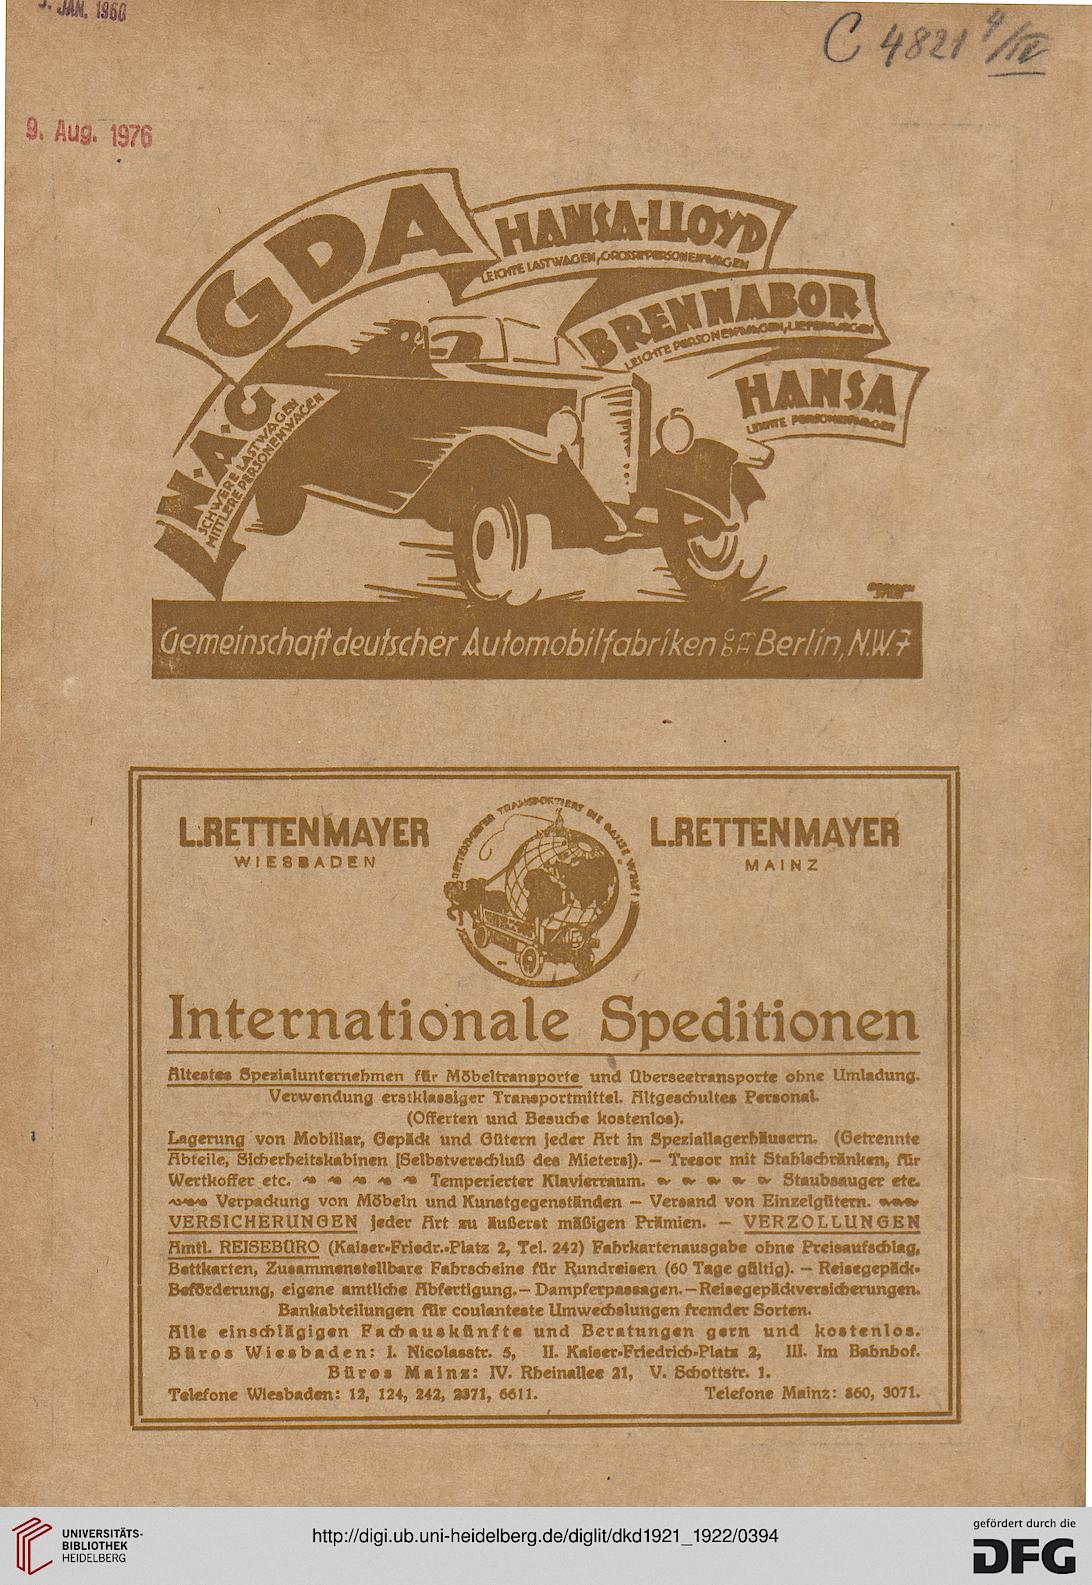 JAN. 1960
C 4821 4/IV
9. Aug. 1976
GDA
HANSA-LLOYD
LEICHTE LASTWAGEN, GROSSE PERSONENWAGEN
BRENNABOR
LEICHTE PERSONENWAGEN, LIEFERWAGEN
HANSA
LEICHTE PERSONENWAGEN
N·A·G
SCHWERE LASTWAGEN
MITTLERE PERSONENWAGEN
Gemeinschaft deutscher Automobilfabriken GmbH Berlin, N.W.7
L.RETTENMAYER
WIESBADEN
RETTENMAYER TRANSPORTIERT DIE GANZE WELT!
L.RETTENMAYER
MAINZ
Internationale Speditionen
Ältestes Spezialunternehmen für Möbeltransporte und Überseetransporte ohne Umladung.
Verwendung erstklassiger Transportmittel. Altgeschultes Personal.
(Offerten und Besuche kostenlos).
Lagerung von Mobiliar, Gepäck und Gütern jeder Art in Speziallagerhäusern. (Getrennte
Abteile, Sicherheitskabinen [Selbstverschluß des Mieters]). — Tresor mit Stahlschränken, für
Wertkoffer etc. Temperierter Klavierraum. Staubsauger etc.
Verpackung von Möbeln und Kunstgegenständen — Versand von Einzelgütern.
VERSICHERUNGEN jeder Art zu äußerst mäßigen Prämien. — VERZOLLUNGEN
Amtl. REISEBÜRO (Kaiser-Friedr.-Platz 2, Tel. 242) Fahrkartenausgabe ohne Preisaufschlag,
Bettkarten, Zusammenstellbare Fahrscheine für Rundreisen (60 Tage gültig). — Reisegepäck-
Beförderung, eigene amtliche Abfertigung.— Dampferpassagen.—Reisegepäckversicherungen.
Bankabteilungen für coulanteste Umwechslungen fremder Sorten.
Alle einschlägigen Fachauskünfte und Beratungen gern und kostenlos.
Büros Wiesbaden: I. Nicolasstr. 5, II. Kaiser-Friedrich-Platz 2, III. Im Bahnhof.
Büros Mainz: IV. Rheinallee 21, V. Schottstr. 1.
Telefone Wiesbaden: 12, 124, 242, 2371, 6611. Telefone Mainz: 860, 3071.
UNIVERSITÄTS-
BIBLIOTHEK
HEIDELBERG
http://digi.ub.uni-heidelberg.de/diglit/dkd1921_1922/0394
gefördert durch die
DFG